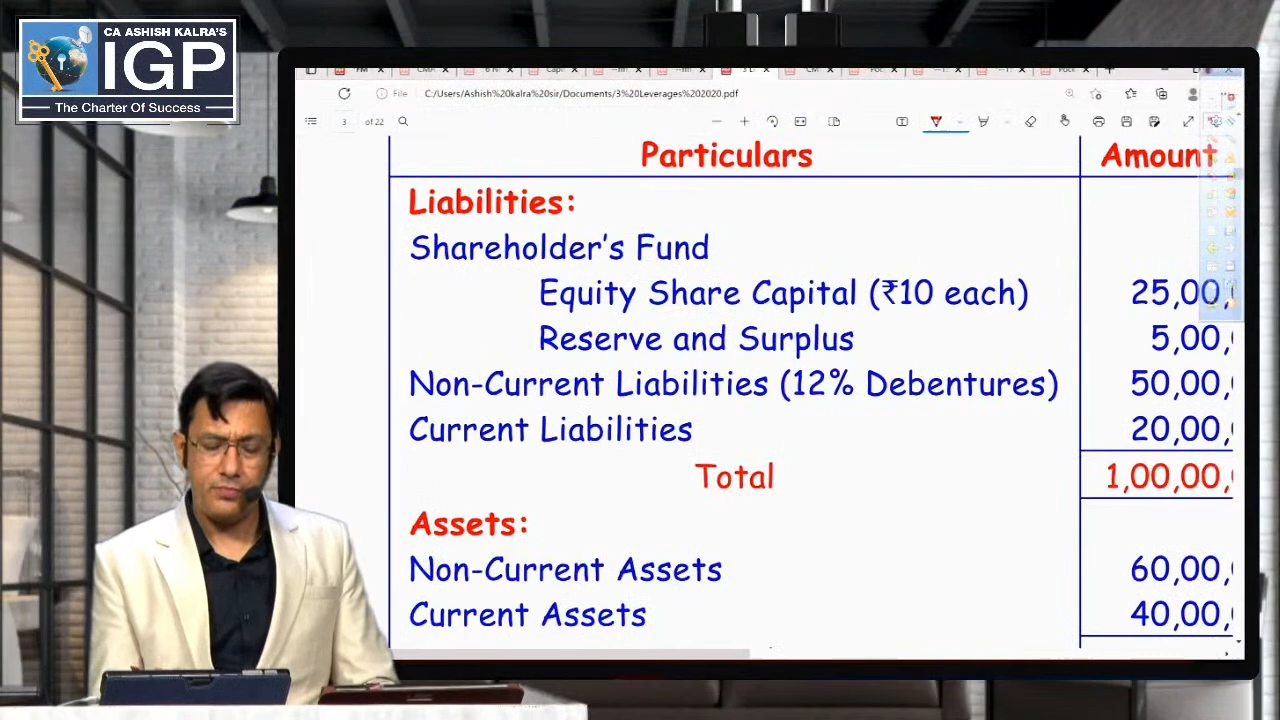 CA ASHISH KALRA'S
IGP
The Charter Of Success
File C:/Users/Ashish%20kalra%20sir/Documents/3%20Leverages%202020.pdf
3 of 22
Particulars Amount
Liabilities:
Shareholder's Fund
Equity Share Capital (₹10 each) 25,00
Reserve and Surplus 5,00,
Non-Current Liabilities (12% Debentures) 50,00,
Current Liabilities 20,00,
Total 1,00,00,
Assets:
Non-Current Assets 60,00,
Current Assets 40,00,